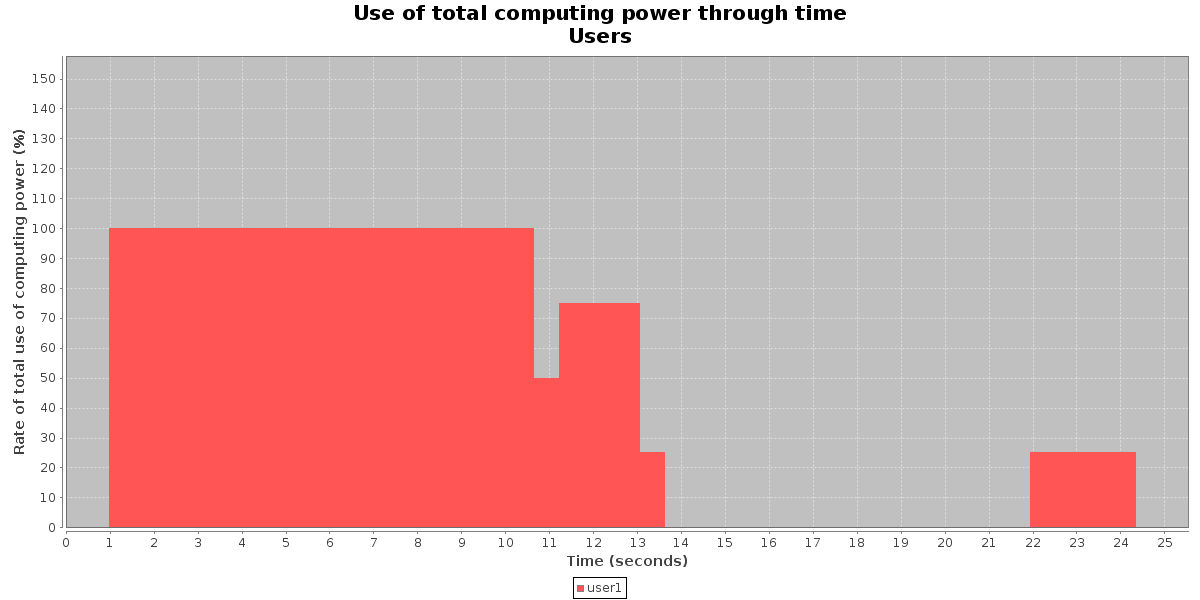 Use of total computing power through time
Users
Rate of total use of computing power (%)
150
140
130
120
110
100
90
80
70
60
50
40
30
20
10
0
0 1 2 3 4 5 6 7 8 9 10 11 12 13 14 15 16 17 18 19 20 21 22 23 24 25
Time (seconds)
user1